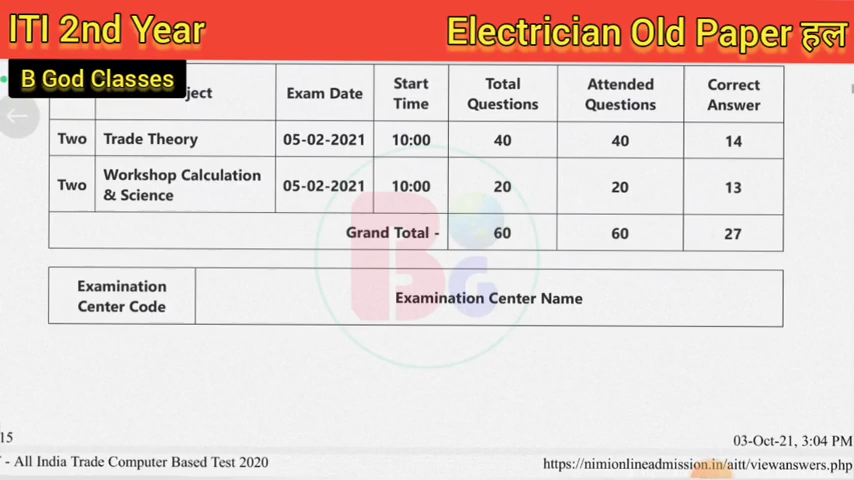 ITI 2nd Year
Electrician Old Paper हल
B God Classes
ject
Exam Date
Start
Time
Total
Questions
Attended
Questions
Correct
Answer
Two Trade Theory 05-02-2021 10:00 40 40 14
Two Workshop Calculation
& Science 05-02-2021 10:00 20 20 13
Grand Total - 60 60 27
Examination
Center Code
Examination Center Name
B G
15
03-Oct-21, 3:04 PM
- All India Trade Computer Based Test 2020
https://nimionlineadmission.in/aitt/viewanswers.php